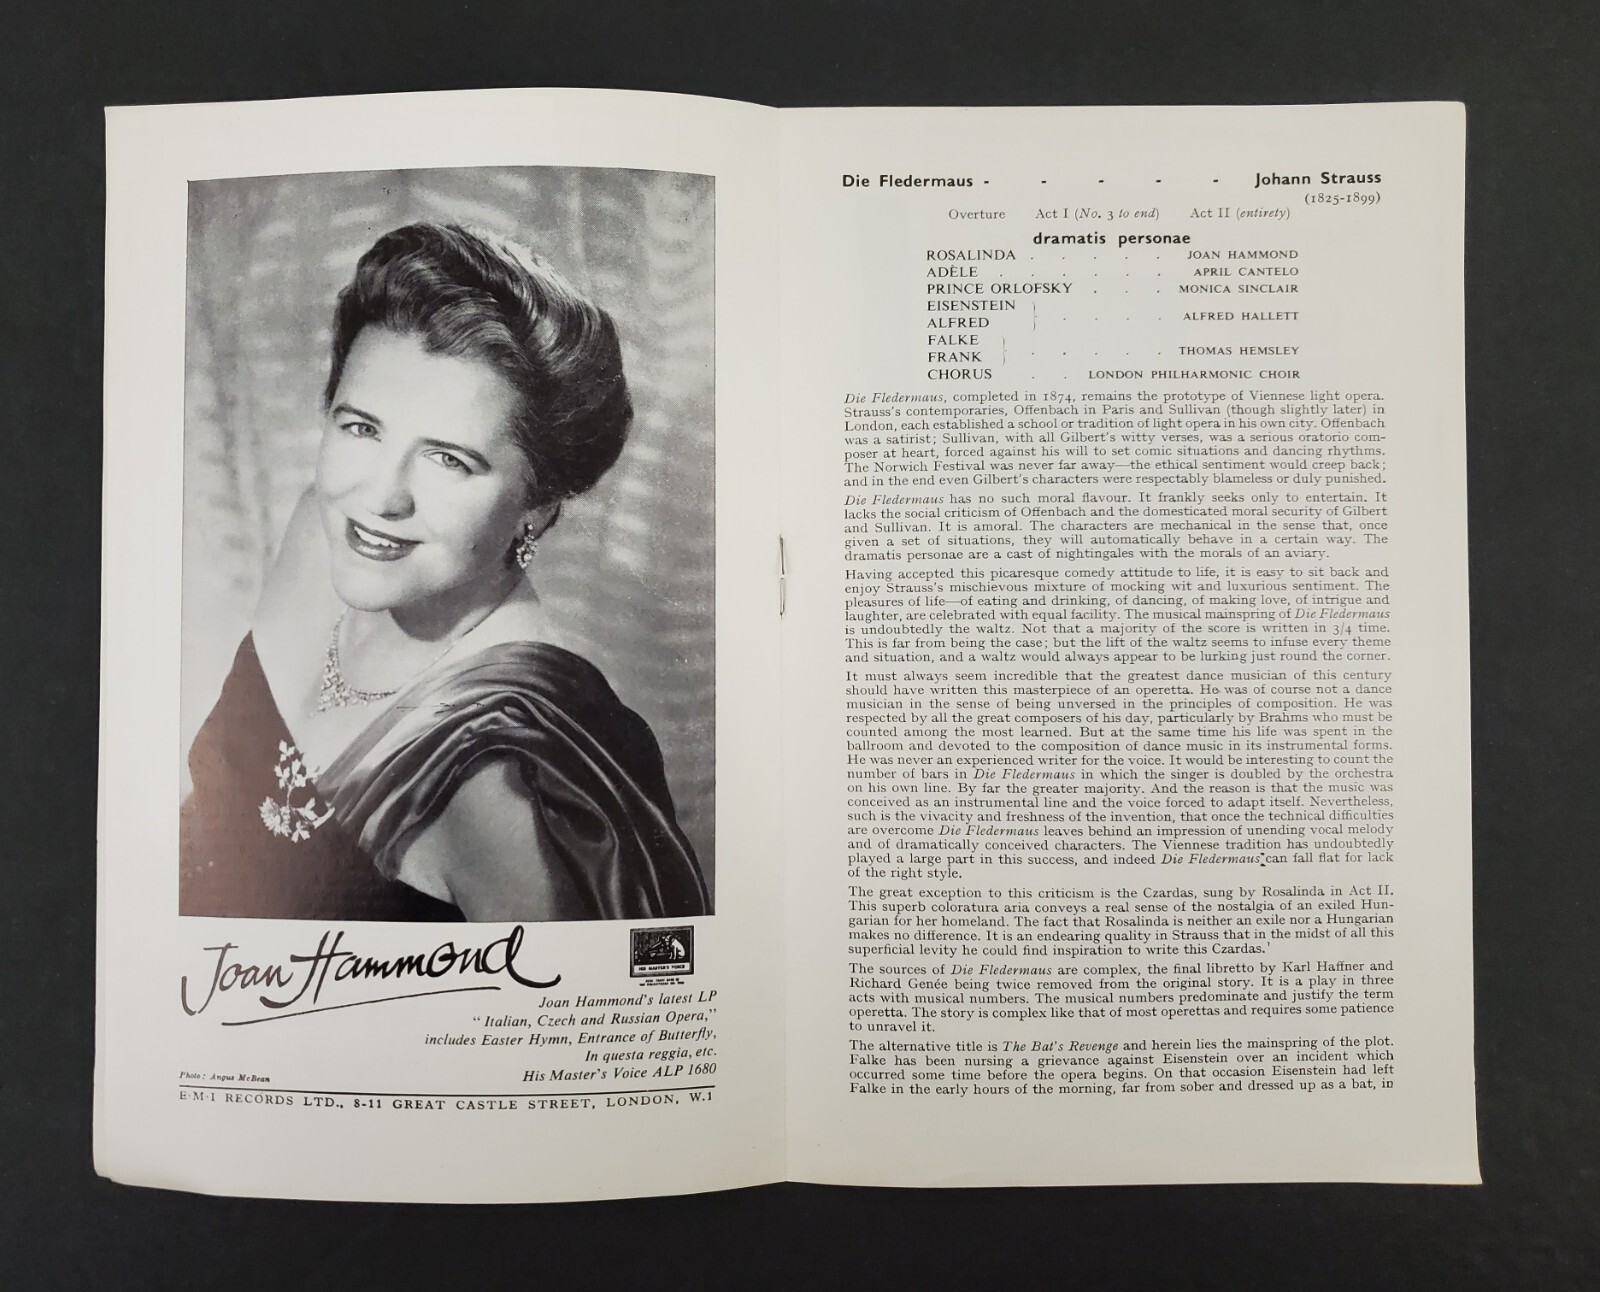 Joan Hammond
HIS MASTER'S VOICE
Joan Hammond's latest LP
"Italian, Czech and Russian Opera,"
includes Easter Hymn, Entrance of Butterfly,
In questa reggia, etc.
His Master's Voice ALP 1680
Photo: Angus McBean
E·M·I RECORDS LTD., 8-11 GREAT CASTLE STREET, LONDON, W.1
Die Fledermaus - - - - - Johann Strauss
(1825-1899)
Overture Act I (No. 3 to end) Act II (entirety)
dramatis personae
ROSALINDA . . . . . JOAN HAMMOND
ADÈLE . . . . . . APRIL CANTELO
PRINCE ORLOFSKY . . . MONICA SINCLAIR
EISENSTEIN
ALFRED } . . . . ALFRED HALLETT
FALKE
FRANK } . . . . . THOMAS HEMSLEY
CHORUS . . LONDON PHILHARMONIC CHOIR
Die Fledermaus, completed in 1874, remains the prototype of Viennese light opera.
Strauss's contemporaries, Offenbach in Paris and Sullivan (though slightly later) in
London, each established a school or tradition of light opera in his own city. Offenbach
was a satirist; Sullivan, with all Gilbert's witty verses, was a serious oratorio com-
poser at heart, forced against his will to set comic situations and dancing rhythms.
The Norwich Festival was never far away—the ethical sentiment would creep back;
and in the end even Gilbert's characters were respectably blameless or duly punished.
Die Fledermaus has no such moral flavour. It frankly seeks only to entertain. It
lacks the social criticism of Offenbach and the domesticated moral security of Gilbert
and Sullivan. It is amoral. The characters are mechanical in the sense that, once
given a set of situations, they will automatically behave in a certain way. The
dramatis personae are a cast of nightingales with the morals of an aviary.
Having accepted this picaresque comedy attitude to life, it is easy to sit back and
enjoy Strauss's mischievous mixture of mocking wit and luxurious sentiment. The
pleasures of life—of eating and drinking, of dancing, of making love, of intrigue and
laughter, are celebrated with equal facility. The musical mainspring of Die Fledermaus
is undoubtedly the waltz. Not that a majority of the score is written in 3/4 time.
This is far from being the case; but the lift of the waltz seems to infuse every theme
and situation, and a waltz would always appear to be lurking just round the corner.
It must always seem incredible that the greatest dance musician of this century
should have written this masterpiece of an operetta. He was of course not a dance
musician in the sense of being unversed in the principles of composition. He was
respected by all the great composers of his day, particularly by Brahms who must be
counted among the most learned. But at the same time his life was spent in the
ballroom and devoted to the composition of dance music in its instrumental forms.
He was never an experienced writer for the voice. It would be interesting to count the
number of bars in Die Fledermaus in which the singer is doubled by the orchestra
on his own line. By far the greater majority. And the reason is that the music was
conceived as an instrumental line and the voice forced to adapt itself. Nevertheless,
such is the vivacity and freshness of the invention, that once the technical difficulties
are overcome Die Fledermaus leaves behind an impression of unending vocal melody
and of dramatically conceived characters. The Viennese tradition has undoubtedly
played a large part in this success, and indeed Die Fledermaus can fall flat for lack
of the right style.
The great exception to this criticism is the Czardas, sung by Rosalinda in Act II.
This superb coloratura aria conveys a real sense of the nostalgia of an exiled Hun-
garian for her homeland. The fact that Rosalinda is neither an exile nor a Hungarian
makes no difference. It is an endearing quality in Strauss that in the midst of all this
superficial levity he could find inspiration to write this Czardas.'
The sources of Die Fledermaus are complex, the final libretto by Karl Haffner and
Richard Genée being twice removed from the original story. It is a play in three
acts with musical numbers. The musical numbers predominate and justify the term
operetta. The story is complex like that of most operettas and requires some patience
to unravel it.
The alternative title is The Bat's Revenge and herein lies the mainspring of the plot.
Falke has been nursing a grievance against Eisenstein over an incident which
occurred some time before the opera begins. On that occasion Eisenstein had left
Falke in the early hours of the morning, far from sober and dressed up as a bat, in